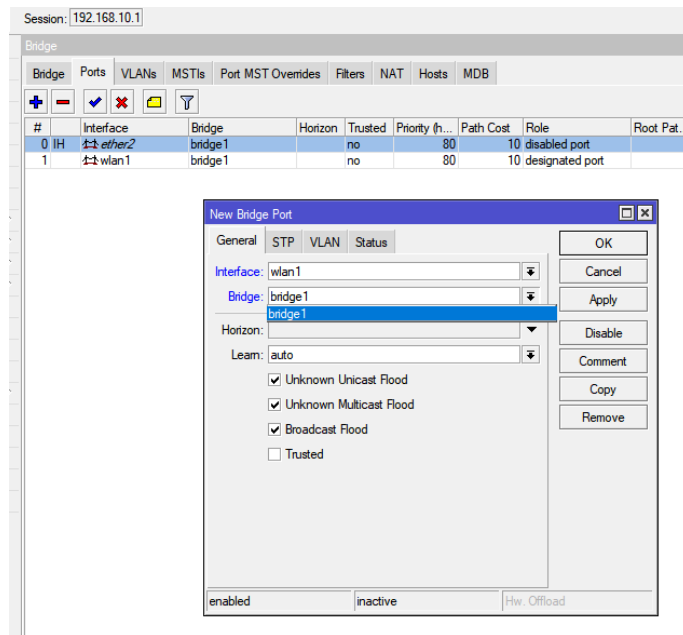 Session: 192.168.10.1
Bridge
Bridge Ports VLANs MSTIs Port MST Overrides Filters NAT Hosts MDB
# Interface Bridge Horizon Trusted Priority (h... Path Cost Role Root Pat...
0 IH ether2 bridge1 no 80 10 disabled port
1 wlan1 bridge1 no 80 10 designated port
New Bridge Port
General STP VLAN Status
OK
Interface: wlan1
Cancel
Bridge: bridge1
Apply
bridge1
Horizon:
Disable
Learn: auto
Comment
Unknown Unicast Flood
Copy
Unknown Multicast Flood
Remove
Broadcast Flood
Trusted
enabled inactive Hw. Offload